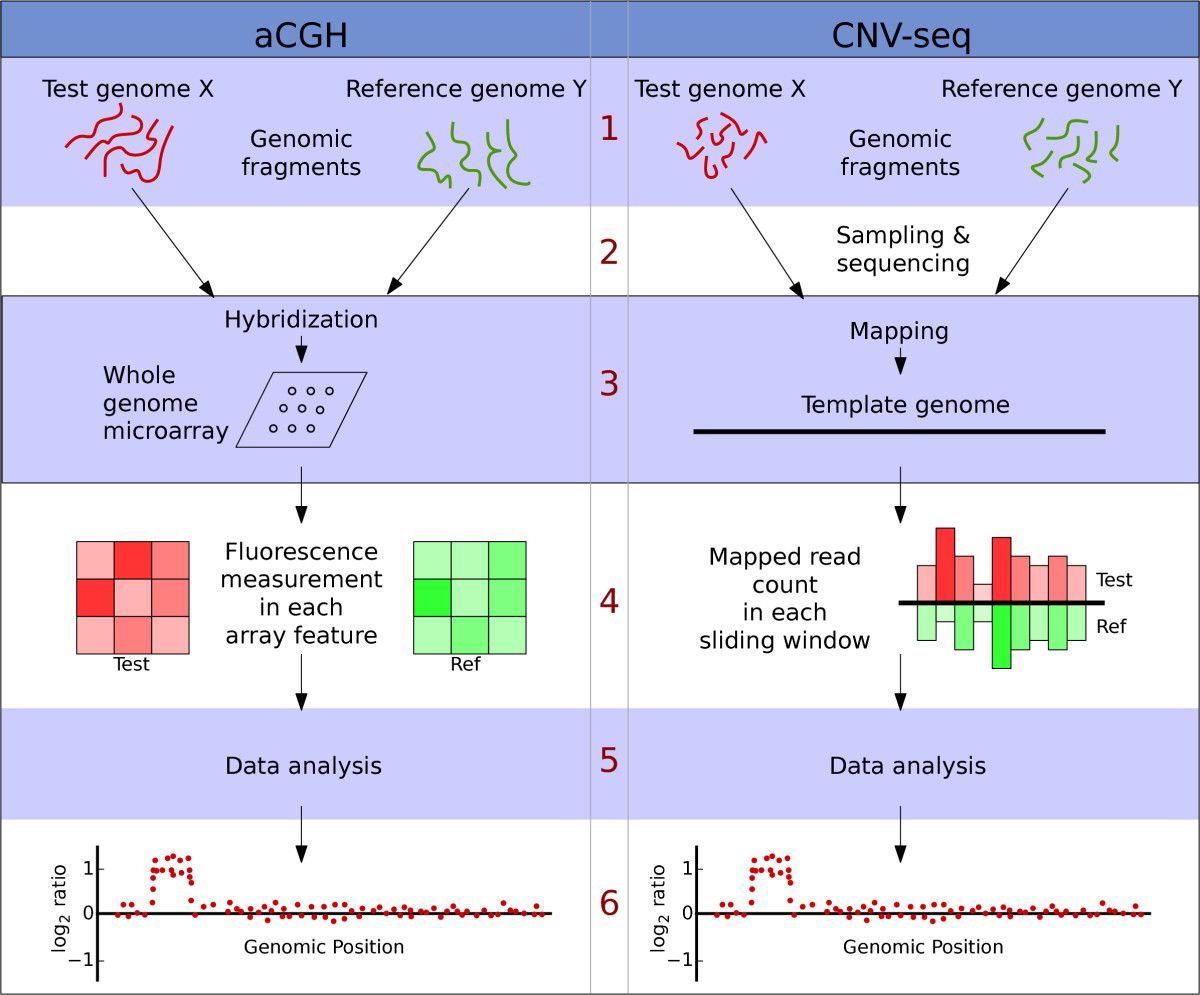 aCGH
CNV-seq
Test genome X
Reference genome Y
Genomic
fragments
1
Test genome X
Reference genome Y
Genomic
fragments
2
Sampling &
sequencing
Hybridization
Whole
genome
microarray
3
Mapping
Template genome
Fluorescence
measurement
in each
array feature
Test
Ref
4
Mapped read
count
in each
sliding window
Test
Ref
Data analysis
5
Data analysis
log2 ratio
1
0
−1
Genomic Position
6
log2 ratio
1
0
−1
Genomic Position